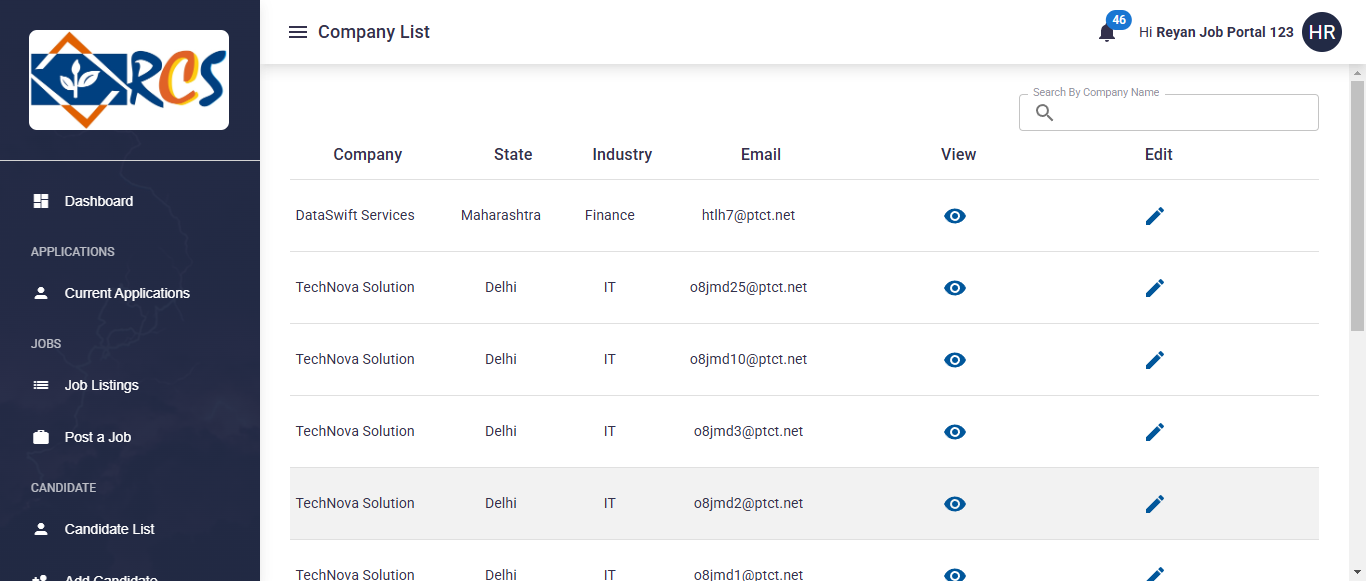 RCS
Company List
46
Hi Reyan Job Portal 123
HR
Dashboard
APPLICATIONS
Current Applications
JOBS
Job Listings
Post a Job
CANDIDATE
Candidate List
Add Candidate
Search By Company Name
Company State Industry Email View Edit
DataSwift Services Maharashtra Finance htlh7@ptct.net
TechNova Solution Delhi IT o8jmd25@ptct.net
TechNova Solution Delhi IT o8jmd10@ptct.net
TechNova Solution Delhi IT o8jmd3@ptct.net
TechNova Solution Delhi IT o8jmd2@ptct.net
TechNova Solution Delhi IT o8jmd1@ptct.net